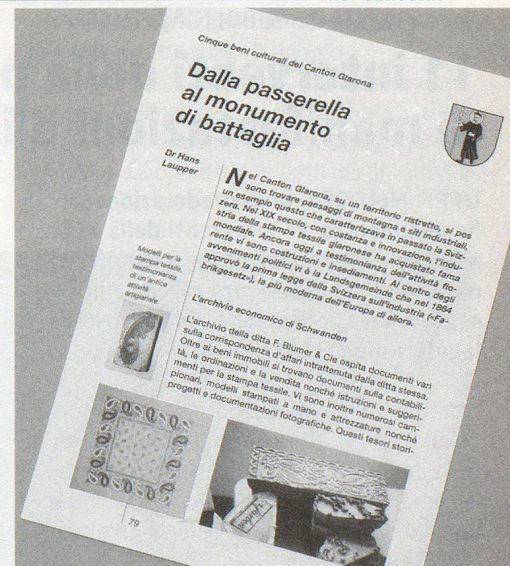 Cinque beni culturali del Canton Glarona
Dalla passerella
al monumento
di battaglia
Dr Hans
Laupper
Nel Canton Glarona, su un territorio ristretto, si pos
sono trovare paesaggi di montagna e siti industriali,
un esempio questo che caratterizzava in passato la Sviz-
zera. Nel XIX secolo, con costanza e innovazione, l'indu-
stria della stampa tessile glaronese ha acquistato fama
mondiale. Ancora oggi a testimonianza dell'attività flo-
rente vi sono costruzioni e insediamenti. Al centro degli
avvenimenti politici vi è la Landsgemeinde che nel 1864
approvò la prima legge della Svizzera sull'industria («Fa-
brikgesetz»), la più moderna dell'Europa di allora.
Modelli per la
stampa tessile,
testimonianza
di un'antica
attività
artigianale.
L'archivio economico di Schwanden
L'archivio della ditta F. Blumer & Cie ospita documenti vari
sulla corrispondenza d'affari intrattenuta dalla ditta stessa.
Oltre ai beni immobili si trovano documenti sulla contabili-
tà, le ordinazioni e la vendita nonché istruzioni e suggeri-
menti per la stampa tessile. Vi sono inoltre numerosi cam-
pionari, modelli stampati a mano e attrezzature nonché
progetti e documentazioni fotografiche. Questi tesori stori-
79